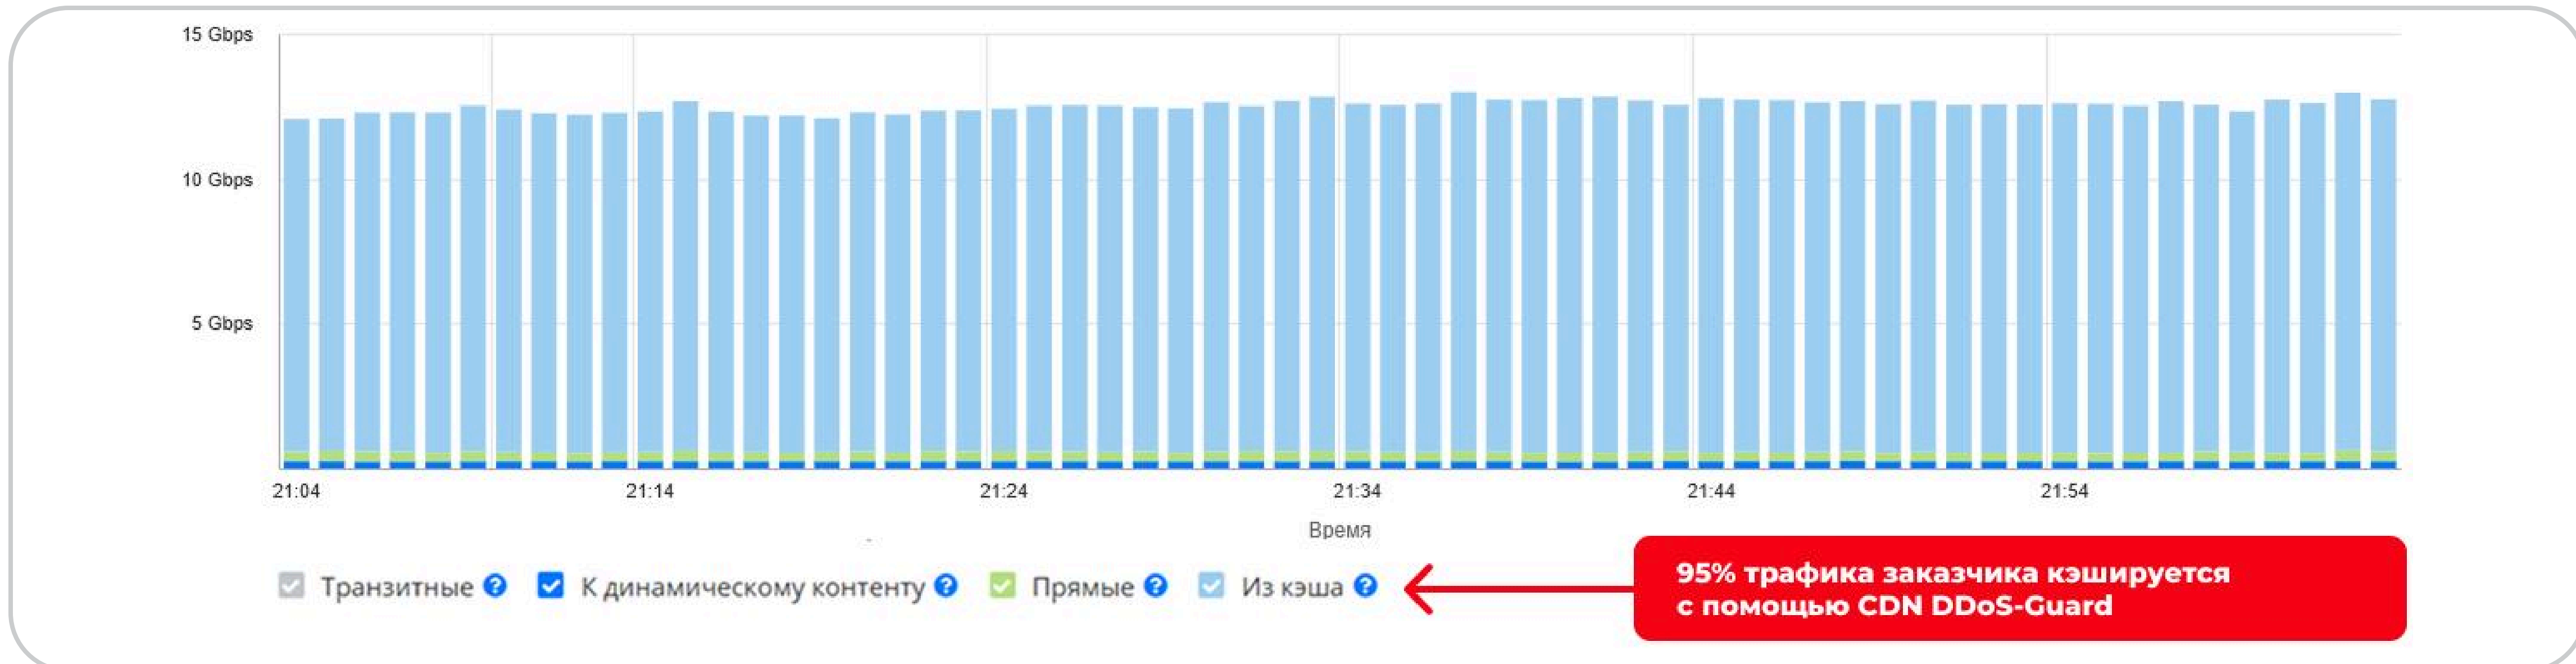 15 Gbps
10 Gbps
5 Gbps
21:04 21:14 21:24 21:34 21:44 21:54
Время
Транзитные ? К динамическому контенту ? Прямые ? Из кэша ?
95% трафика заказчика кэшируется
с помощью CDN DDoS-Guard